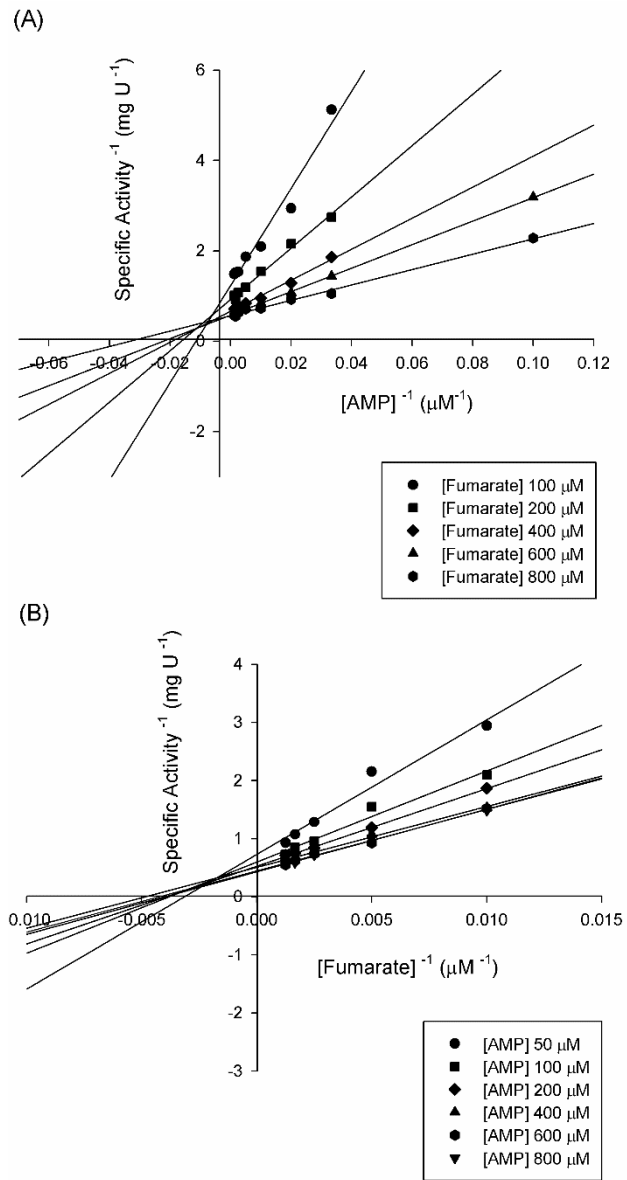 (A)
Specific Activity -1 (mg U -1)
6
4
2
0
-2
-0.06 -0.04 -0.02 0.00 0.02 0.04 0.06 0.08 0.10 0.12
[AMP] -1 (μM-1)
[Fumarate] 100 μM
[Fumarate] 200 μM
[Fumarate] 400 μM
[Fumarate] 600 μM
[Fumarate] 800 μM
(B)
Specific Activity -1 (mg U -1)
4
3
2
1
0
-1
-2
-3
0.010 -0.005 0.000 0.005 0.010 0.015
[Fumarate] -1 (μM -1)
[AMP] 50 μM
[AMP] 100 μM
[AMP] 200 μM
[AMP] 400 μM
[AMP] 600 μM
[AMP] 800 μM